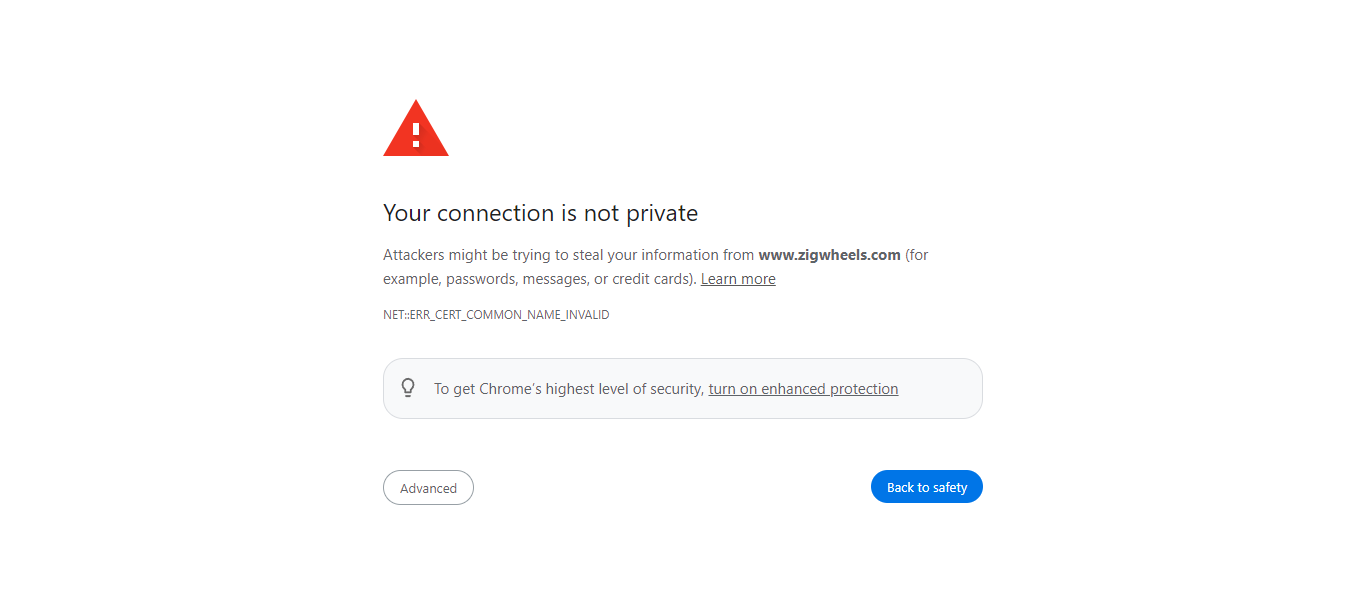 Your connection is not private
Attackers might be trying to steal your information from www.zigwheels.com (for
example, passwords, messages, or credit cards). Learn more
NET::ERR_CERT_COMMON_NAME_INVALID
To get Chrome's highest level of security, turn on enhanced protection
Advanced
Back to safety